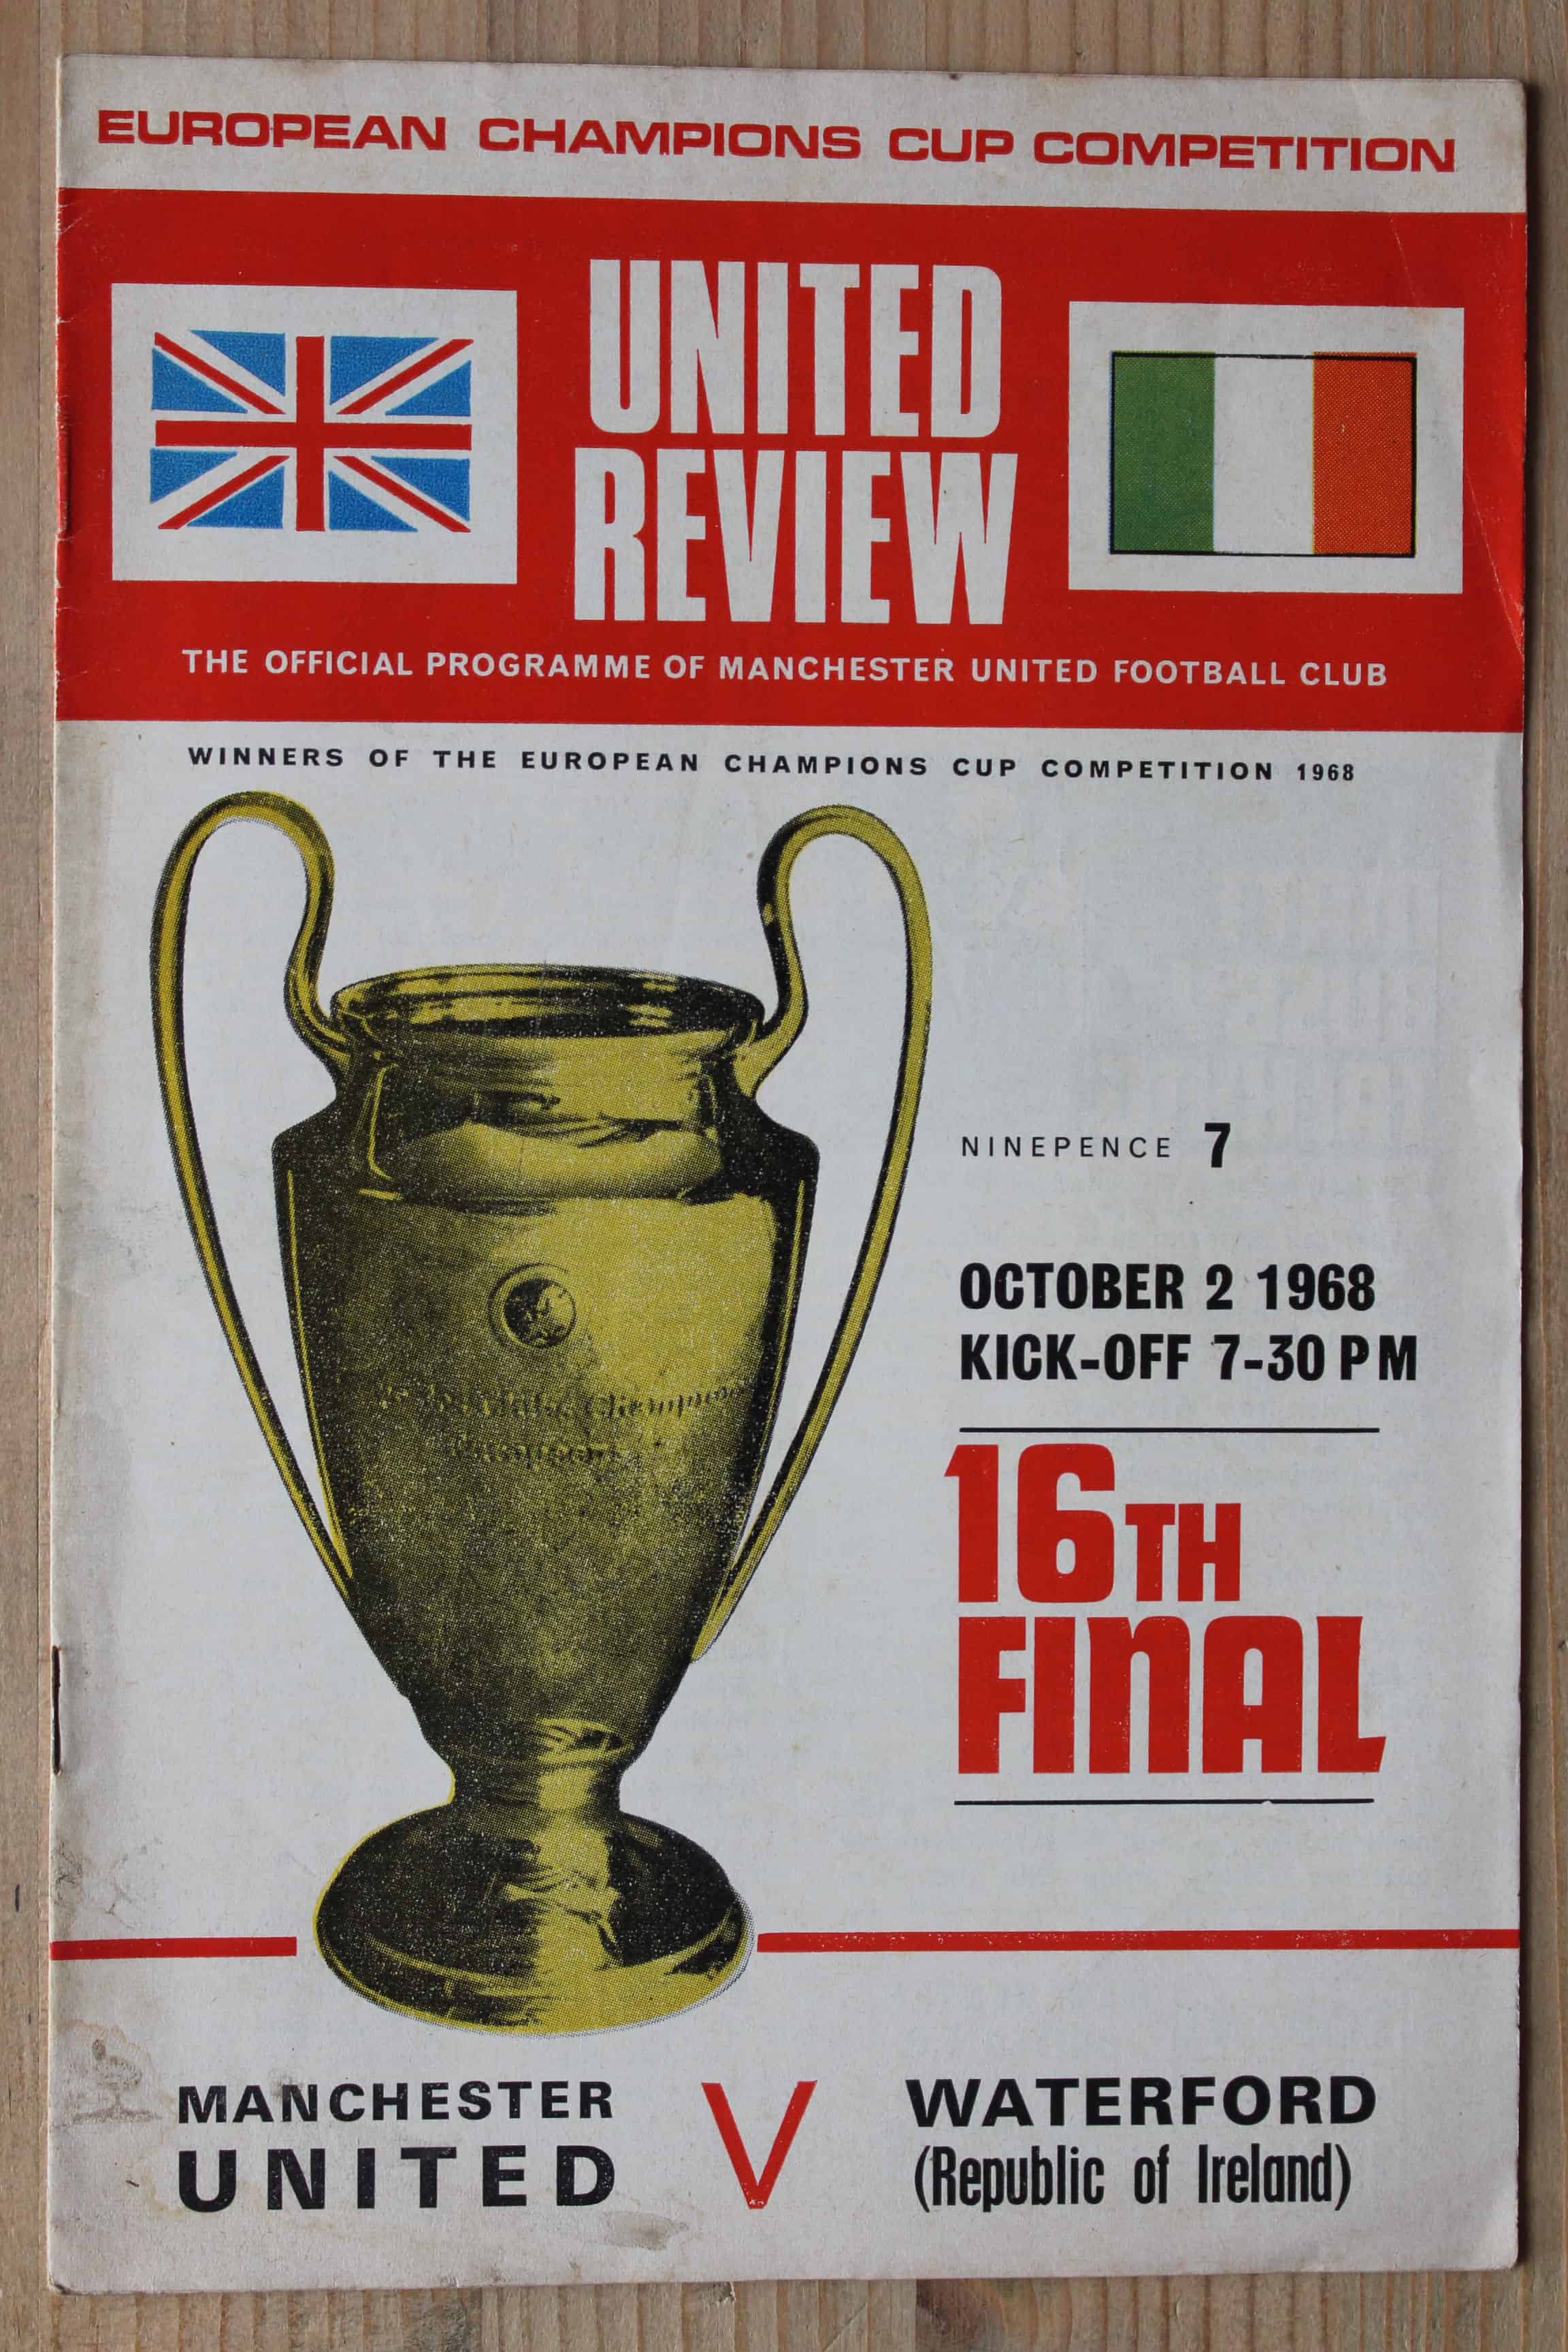 EUROPEAN CHAMPIONS CUP COMPETITION
UNITED
REVIEW
THE OFFICIAL PROGRAMME OF MANCHESTER UNITED FOOTBALL CLUB
WINNERS OF THE EUROPEAN CHAMPIONS CUP COMPETITION 1968
NINEPENCE 7
OCTOBER 2 1968
KICK-OFF 7-30 PM
16TH
FINAL
MANCHESTER
UNITED
V
WATERFORD
(Republic of Ireland)